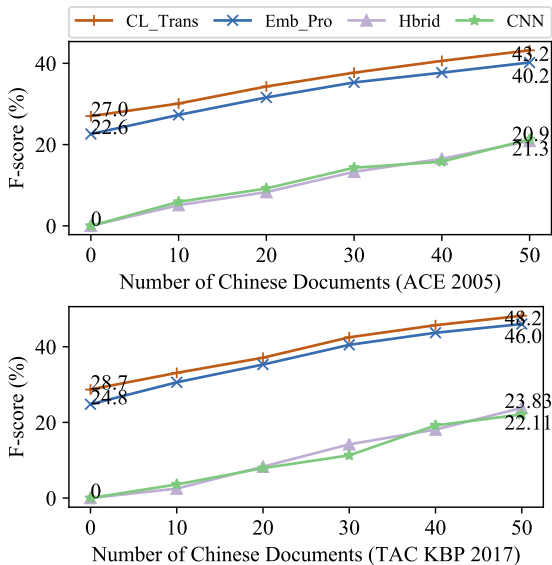 CL_Trans Emb_Pro Hbrid CNN
F-score (%)
40
20
0
27.0
22.6
0
43.2
40.2
20.9
21.3
0 10 20 30 40 50
Number of Chinese Documents (ACE 2005)
F-score (%)
40
20
0
28.7
24.8
0
48.2
46.0
23.83
22.11
0 10 20 30 40 50
Number of Chinese Documents (TAC KBP 2017)